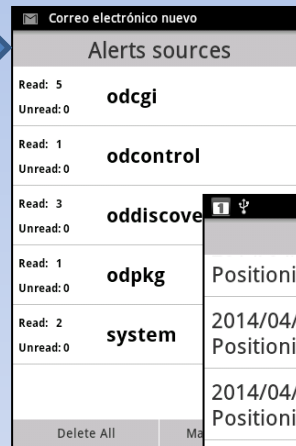 Correo electrónico nuevo
Alerts sources
Read: 5
Unread: 0
odcgi
Read: 1
Unread: 0
odcontrol
Read: 3
Unread: 0
oddiscove
Read: 1
Unread: 0
odpkg
Read: 2
Unread: 0
system
Delete All
Ma
1
Positioni
2014/04/
Positioni
2014/04/
Positioni